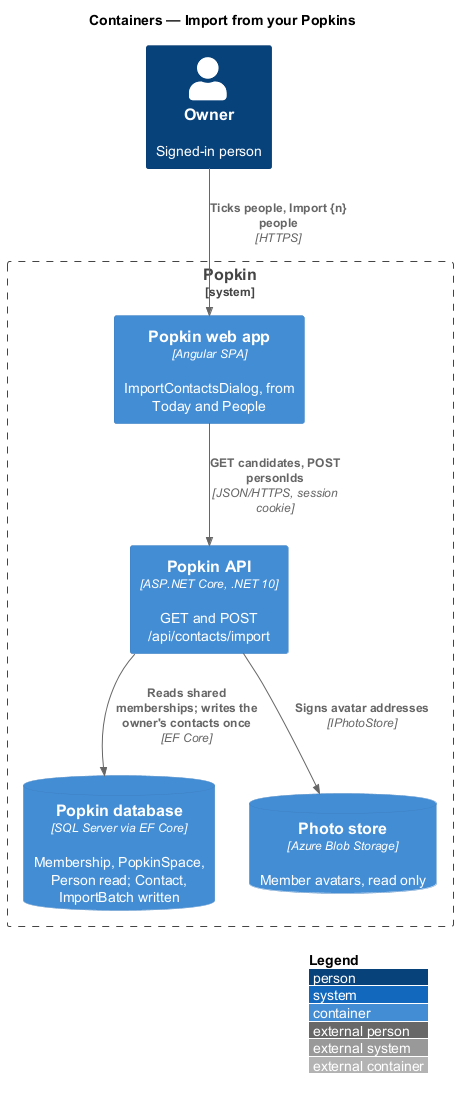 Containers — Import from your Popkins
Owner
Signed-in person
Ticks people, Import {n}
people
[HTTPS]
Popkin
[system]
Popkin web app
[Angular SPA]
ImportContactsDialog, from
Today and People
GET candidates, POST
personIds
[JSON/HTTPS, session
cookie]
Popkin API
[ASP.NET Core, .NET 10]
GET and POST
/api/contacts/import
Reads shared
memberships; writes the
owner's contacts once
[EF Core]
Signs avatar addresses
[IPhotoStore]
Popkin database
[SQL Server via EF Core]
Membership, PopkinSpace,
Person read; Contact,
ImportBatch written
Photo store
[Azure Blob Storage]
Member avatars, read only
Legend
person
system
container
external person
external system
external container